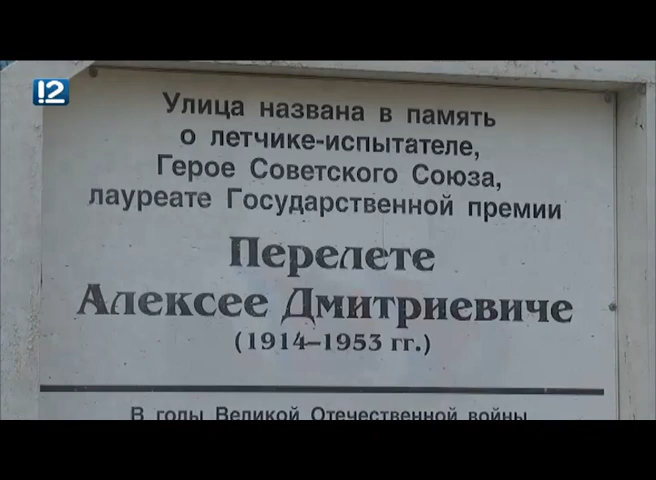 12
Улица названа в память
о летчике-испытателе,
Герое Советского Союза,
лауреате Государственной премии
Перелете
Алексее Дмитриевиче
(1914–1953 гг.)
В годы Великой Отечественной войны